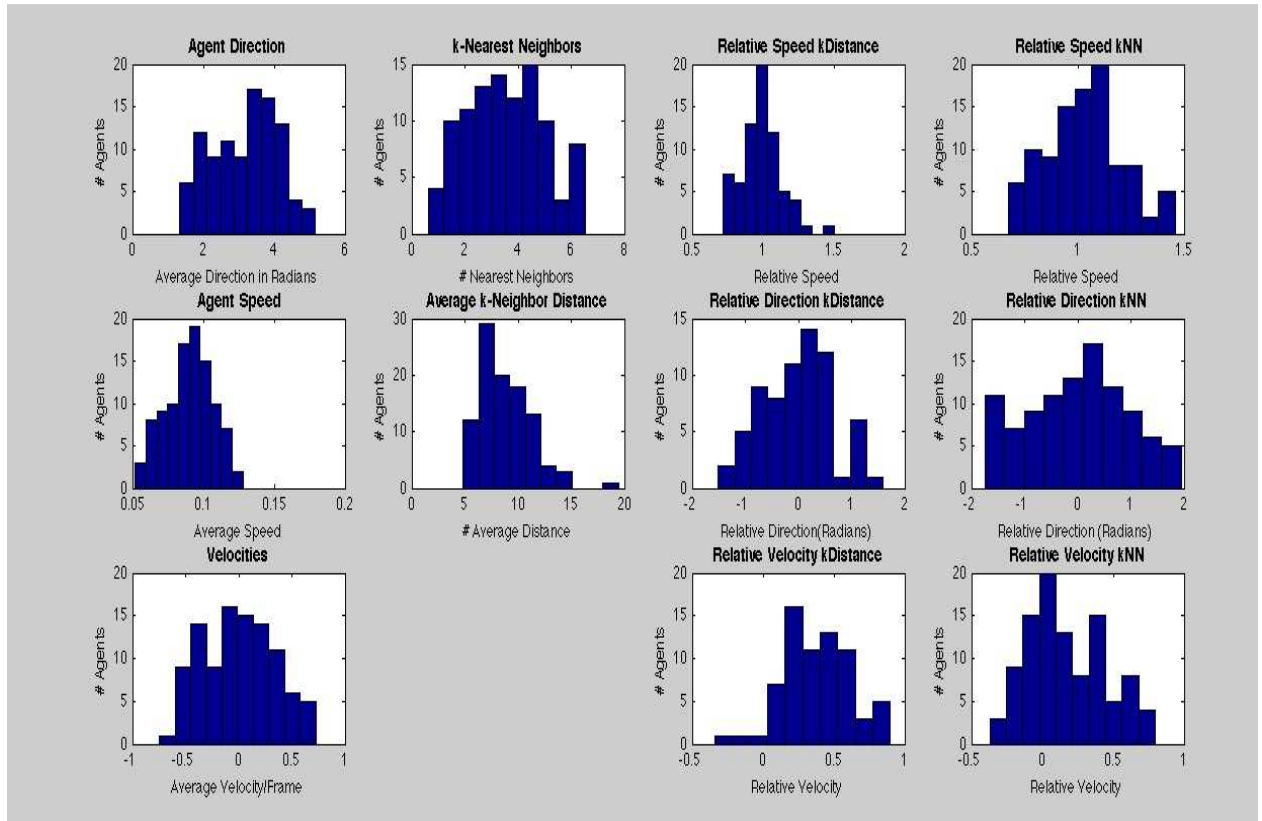 Agent Direction
# Agents
20
15
10
5
0
0 2 4 6
Average Direction in Radians
k-Nearest Neighbors
# Agents
15
10
5
0
0 2 4 6 8
# Nearest Neighbors
Relative Speed kDistance
# Agents
20
15
10
5
0
0.5 1 1.5 2
Relative Speed
Relative Speed kNN
# Agents
20
15
10
5
0
0.5 1 1.5
Relative Speed
Agent Speed
# Agents
20
15
10
5
0
0.05 0.1 0.15 0.2
Average Speed
Average k-Neighbor Distance
# Agents
30
20
10
0
0 5 10 15 20
# Average Distance
Relative Direction kDistance
# Agents
15
10
5
0
-2 -1 0 1 2
Relative Direction(Radians)
Relative Direction kNN
# Agents
20
15
10
5
0
-2 -1 0 1 2
Relative Direction (Radians)
Velocities
# Agents
20
15
10
5
0
-1 -0.5 0 0.5 1
Average Velocity/Frame
Relative Velocity kDistance
# Agents
20
15
10
5
0
-0.5 0 0.5 1
Relative Velocity
Relative Velocity kNN
# Agents
20
15
10
5
0
-0.5 0 0.5 1
Relative Velocity